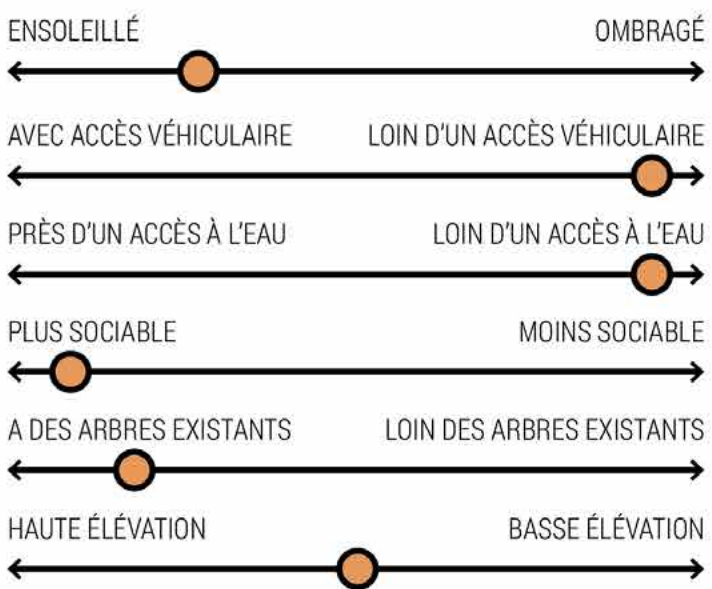 ENSOLEILLÉ OMBRAGÉ
AVEC ACCÈS VÉHICULAIRE LOIN D'UN ACCÈS VÉHICULAIRE
PRÈS D'UN ACCÈS À L'EAU LOIN D'UN ACCÈS À L'EAU
PLUS SOCIABLE MOINS SOCIABLE
A DES ARBRES EXISTANTS LOIN DES ARBRES EXISTANTS
HAUTE ÉLÉVATION BASSE ÉLÉVATION